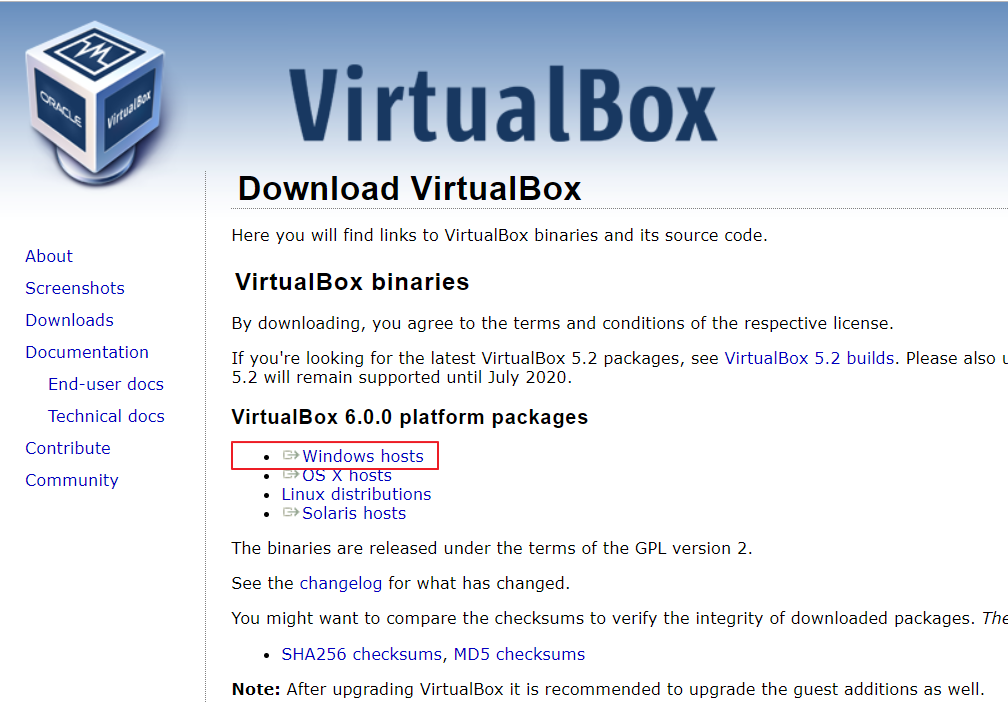 ORACLE
VirtualBox
VirtualBox
Download VirtualBox
Here you will find links to VirtualBox binaries and its source code.
About
Screenshots
Downloads
Documentation
End-user docs
Technical docs
Contribute
Community
VirtualBox binaries
By downloading, you agree to the terms and conditions of the respective license.
If you're looking for the latest VirtualBox 5.2 packages, see VirtualBox 5.2 builds. Please also
5.2 will remain supported until July 2020.
VirtualBox 6.0.0 platform packages
• Windows hosts
• OS X hosts
• Linux distributions
• Solaris hosts
The binaries are released under the terms of the GPL version 2.
See the changelog for what has changed.
You might want to compare the checksums to verify the integrity of downloaded packages. The
• SHA256 checksums, MD5 checksums
Note: After upgrading VirtualBox it is recommended to upgrade the guest additions as well.